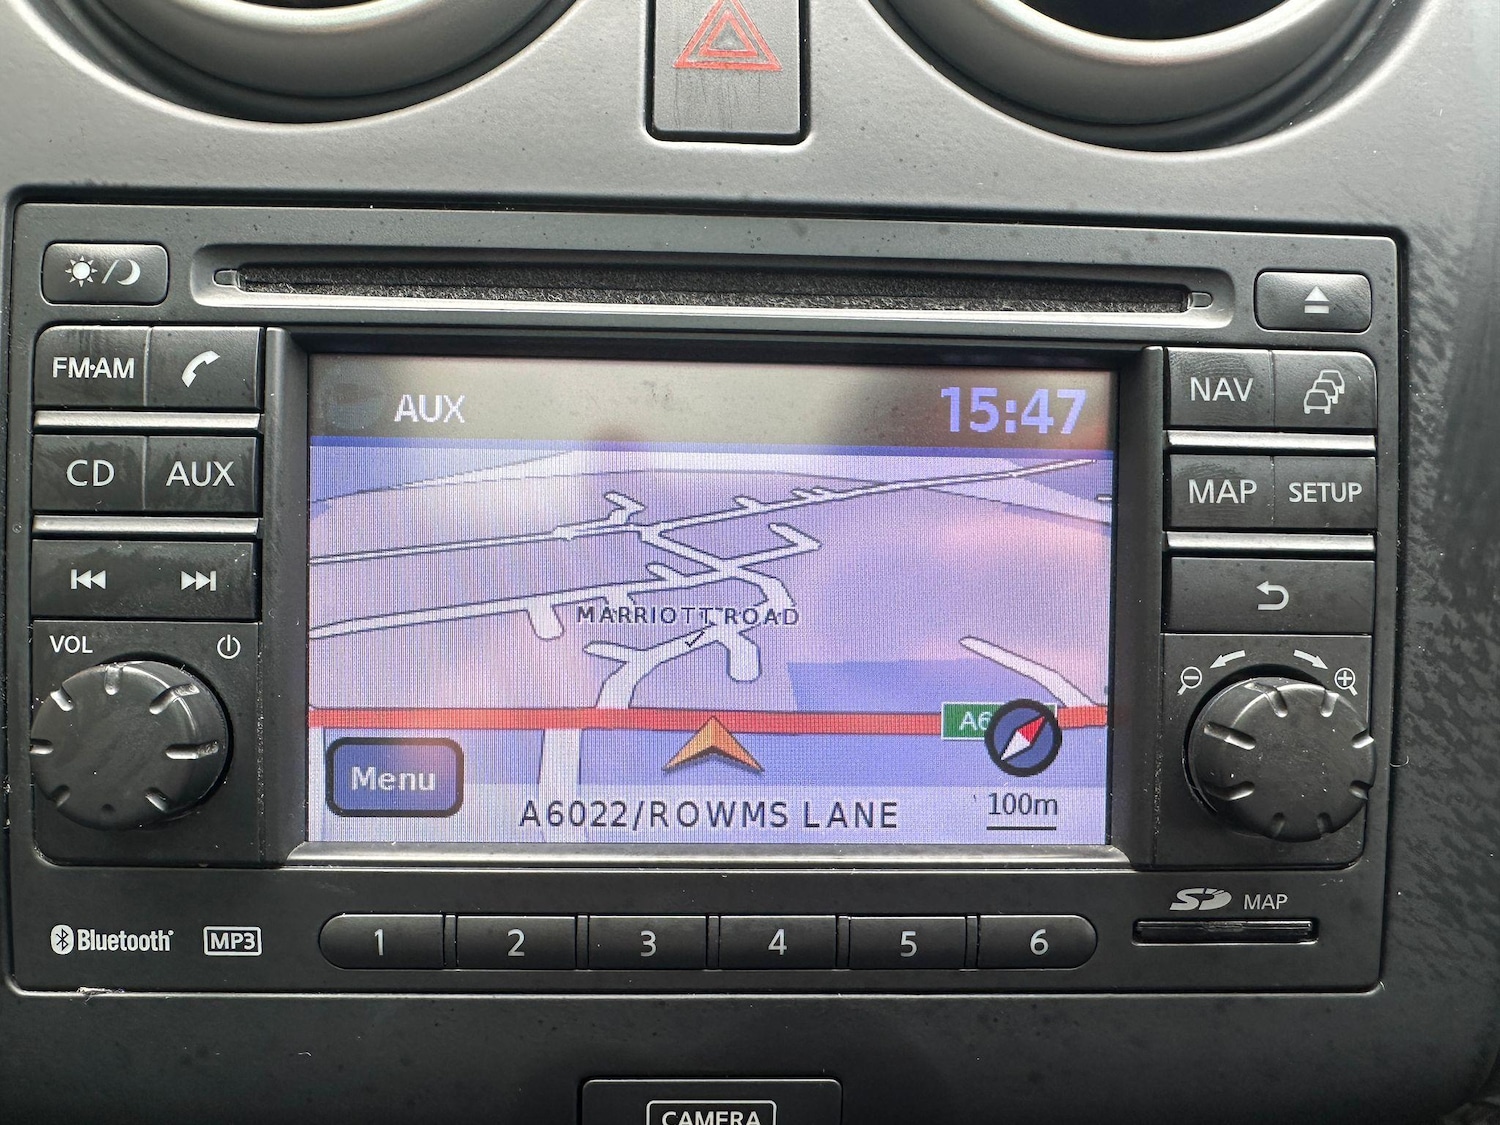 FM·AM
CD
AUX
VOL
AUX
15:47
MARRIOTT ROAD
A6
Menu
A6022/ROWMS LANE
100m
NAV
MAP
SETUP
Bluetooth
MP3
1
2
3
4
5
6
SD
MAP
CAMERA